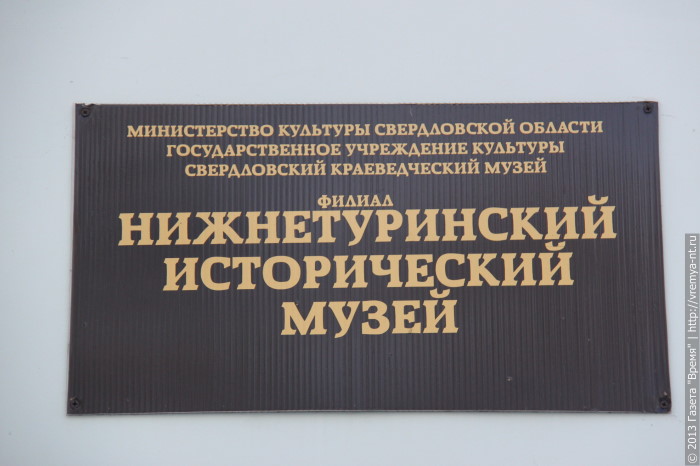 МИНИСТЕРСТВО КУЛЬТУРЫ СВЕРДЛОВСКОЙ ОБЛАСТИ
ГОСУДАРСТВЕННОЕ УЧРЕЖДЕНИЕ КУЛЬТУРЫ
СВЕРДЛОВСКИЙ КРАЕВЕДЧЕСКИЙ МУЗЕЙ
ФИЛИАЛ
НИЖНЕТУРИНСКИЙ
ИСТОРИЧЕСКИЙ
МУЗЕЙ
© 2013 Газета "Время" | http://vremya-nt.ru/